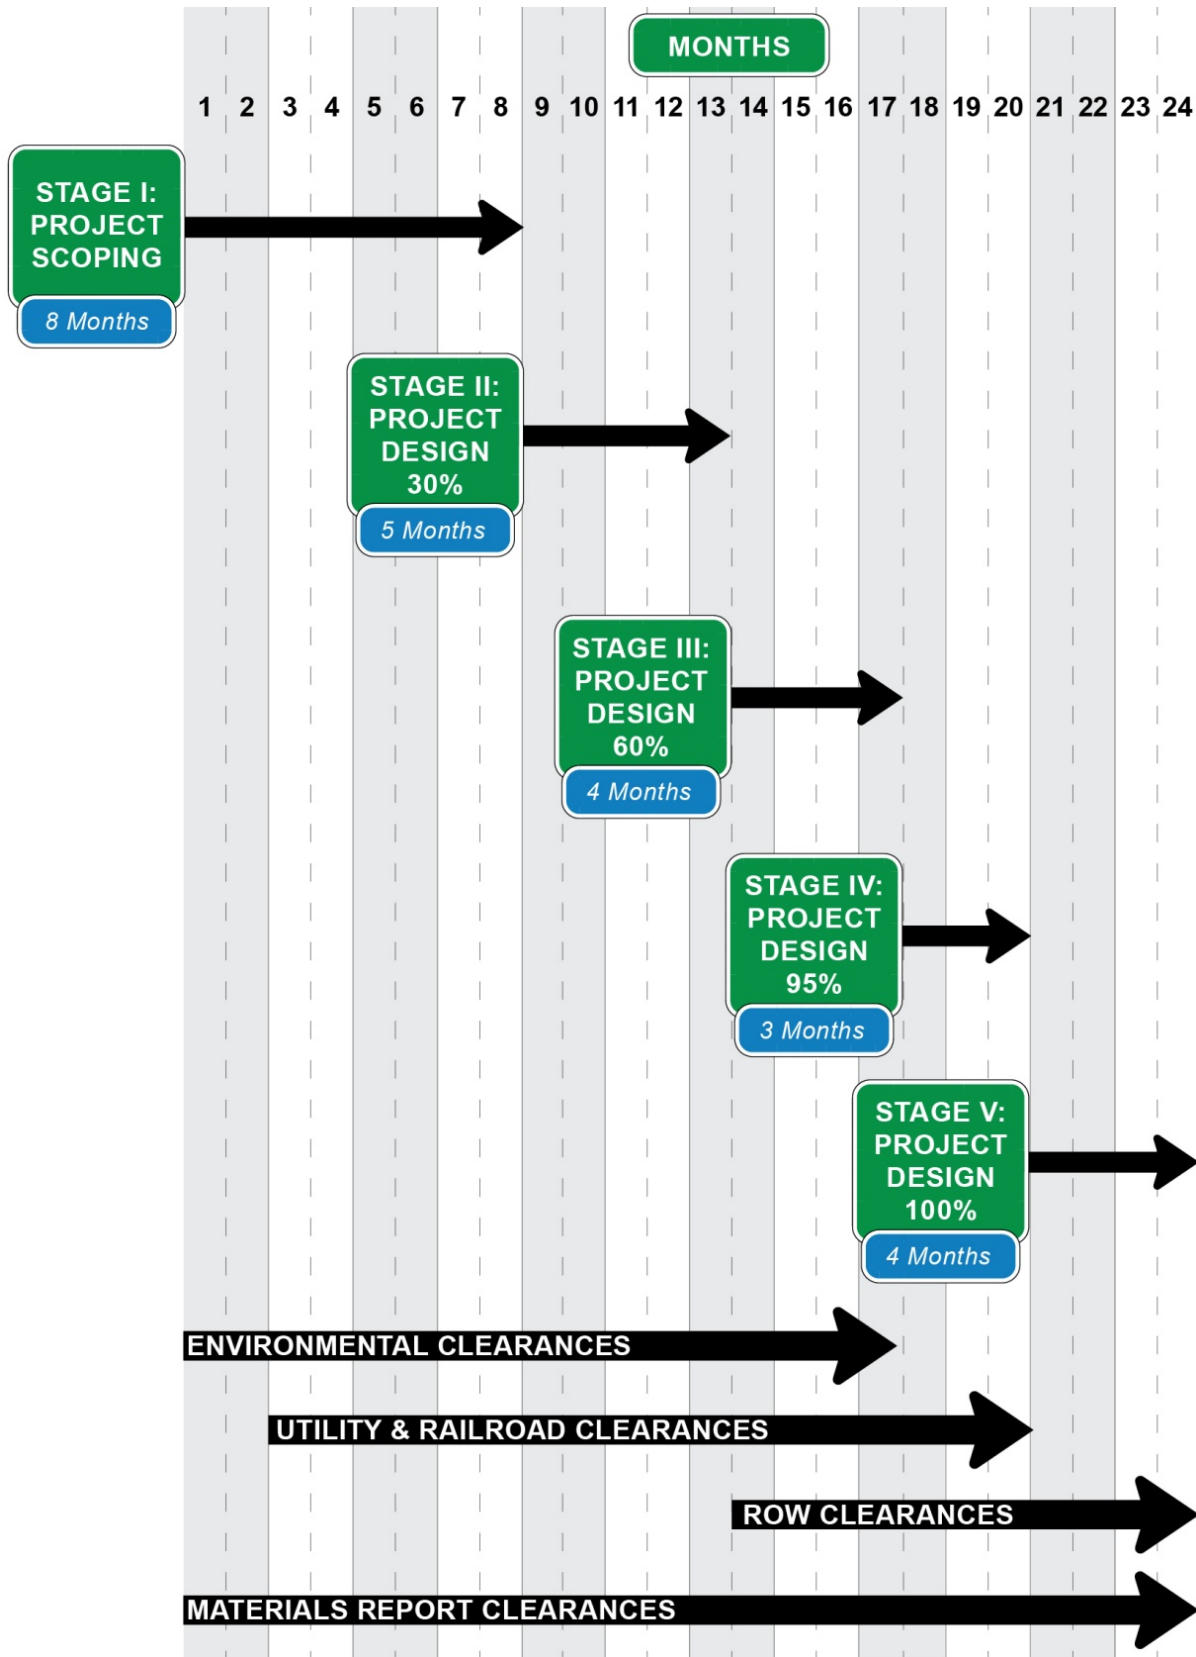 MONTHS
1 2 3 4 5 6 7 8 9 10 11 12 13 14 15 16 17 18 19 20 21 22 23 24
STAGE I:
PROJECT
SCOPING
8 Months
STAGE II:
PROJECT
DESIGN
30%
5 Months
STAGE III:
PROJECT
DESIGN
60%
4 Months
STAGE IV:
PROJECT
DESIGN
95%
3 Months
STAGE V:
PROJECT
DESIGN
100%
4 Months
ENVIRONMENTAL CLEARANCES
UTILITY & RAILROAD CLEARANCES
ROW CLEARANCES
MATERIALS REPORT CLEARANCES